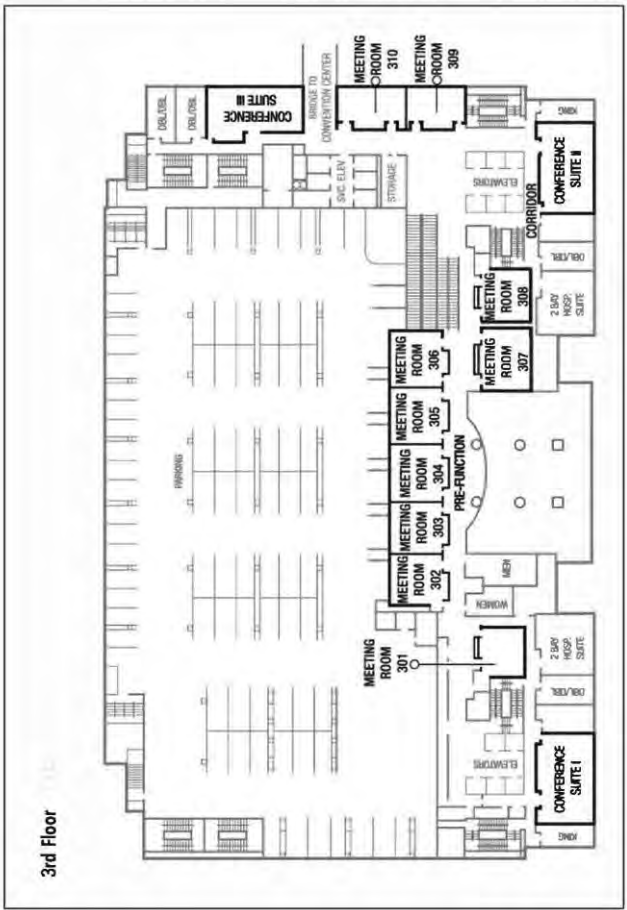 3rd Floor
DBL/DBL
DBL/DBL
CONFERENCE
SUITE III
BRIDGE TO
CONVENTION CENTER
MEETING
ROOM
310
MEETING
ROOM
309
KING
SVC. ELEV
STORAGE
ELEVATORS
CORRIDOR
CONFERENCE
SUITE II
DBL/DBL
2 BAY
HOSP.
SUITE
MEETING
ROOM
308
MEETING
ROOM
307
MEETING
ROOM
306
MEETING
ROOM
305
MEETING
ROOM
304
MEETING
ROOM
303
MEETING
ROOM
302
PRE-FUNCTION
PARKING
MEN
WOMEN
MEETING
ROOM
301
2 BAY
HOSP.
SUITE
DBL/DBL
ELEVATORS
CONFERENCE
SUITE I
KING